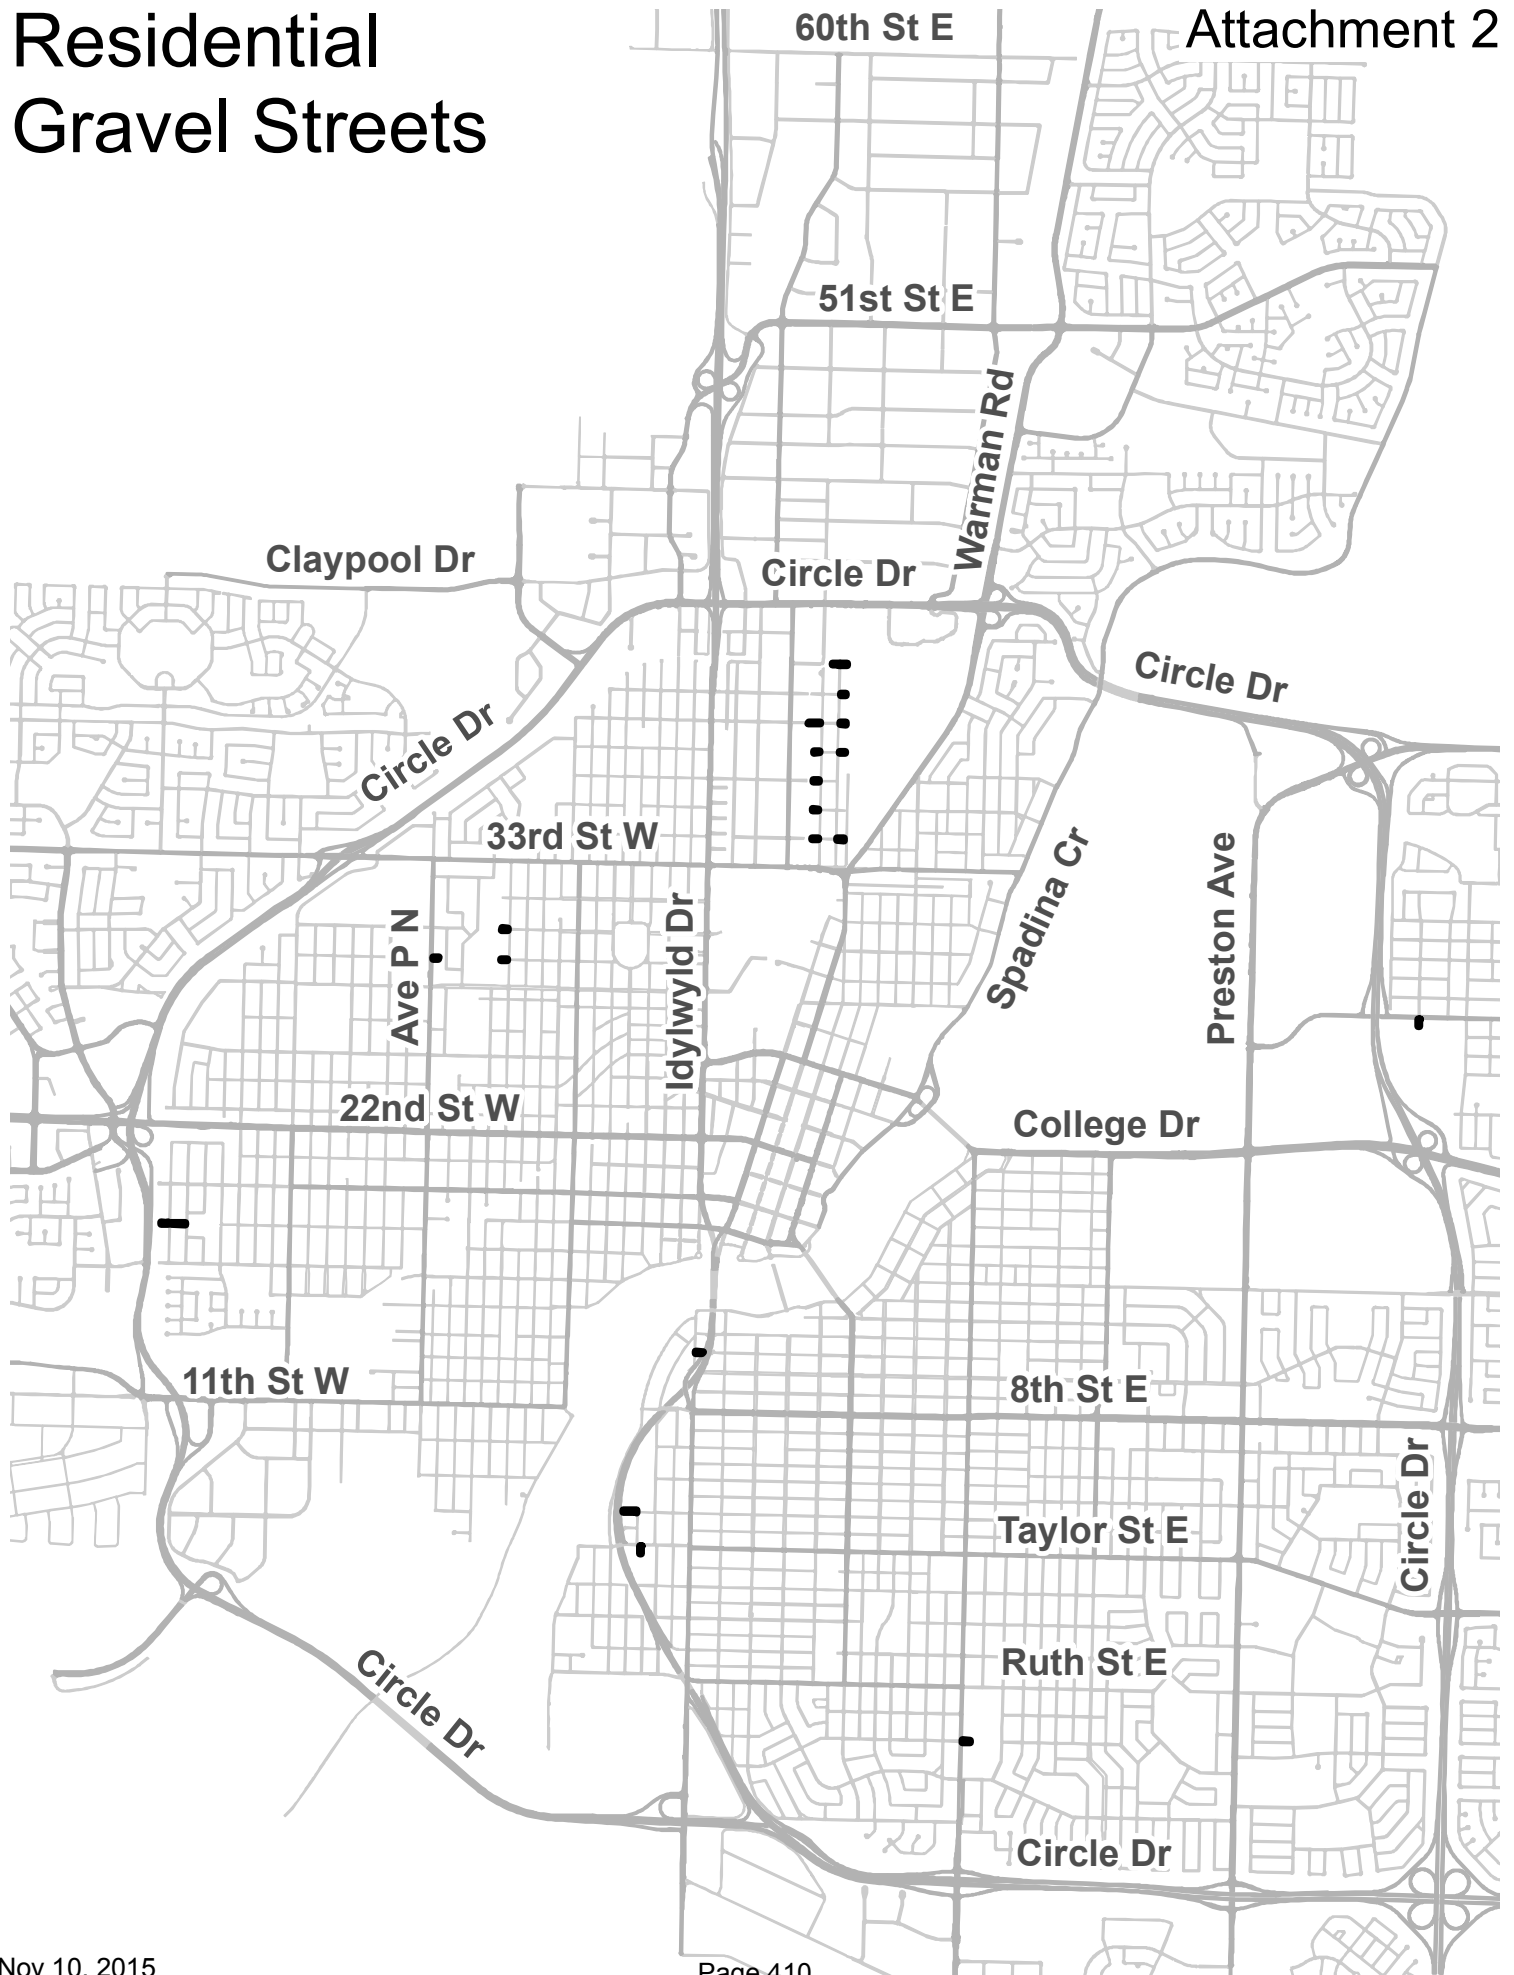 Residential
Gravel Streets
Attachment 2
60th St E
51st St E
Warman Rd
Claypool Dr
Circle Dr
Circle Dr
Circle Dr
33rd St W
Spadina Cr
Preston Ave
Ave P N
Idylwyld Dr
22nd St W
College Dr
11th St W
8th St E
Circle Dr
Taylor St E
Ruth St E
Circle Dr
Circle Dr
Nov 10, 2015
Page 410